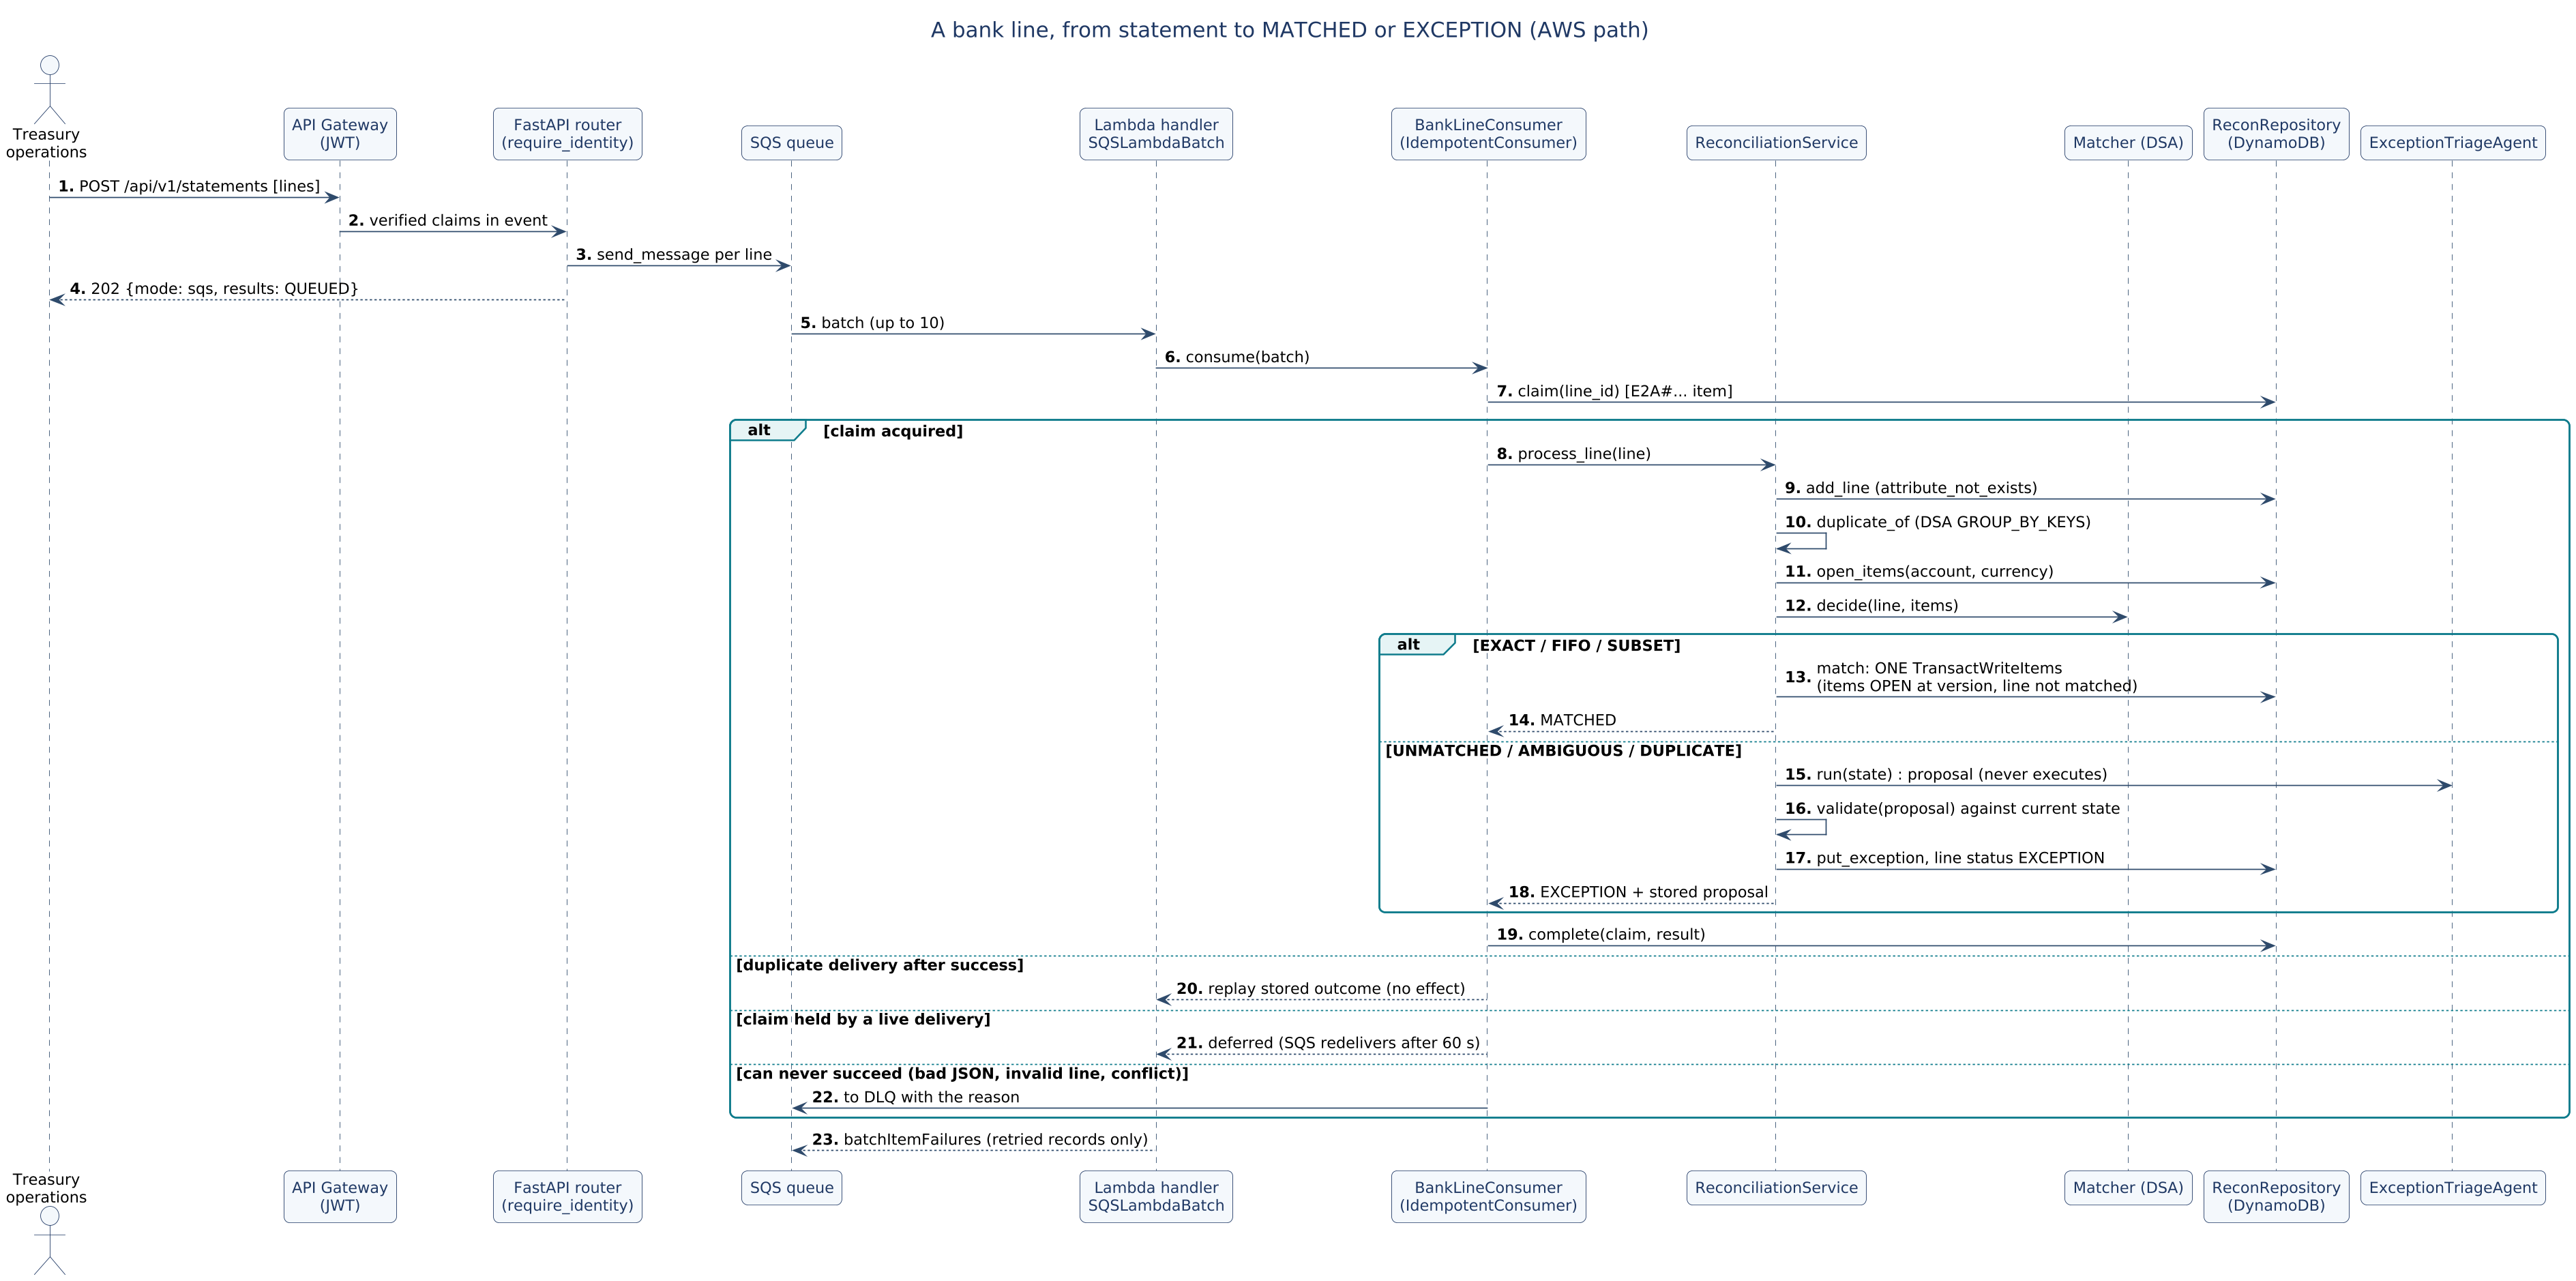 A bank line, from statement to MATCHED or EXCEPTION (AWS path)
Treasury
operations
API Gateway
(JWT)
FastAPI router
(require_identity)
SQS queue
Lambda handler
SQSLambdaBatch
BankLineConsumer
(IdempotentConsumer)
ReconciliationService
Matcher (DSA)
ReconRepository
(DynamoDB)
ExceptionTriageAgent
1. POST /api/v1/statements [lines]
2. verified claims in event
3. send_message per line
4. 202 {mode: sqs, results: QUEUED}
5. batch (up to 10)
6. consume(batch)
7. claim(line_id) [E2A#... item]
alt [claim acquired]
8. process_line(line)
9. add_line (attribute_not_exists)
10. duplicate_of (DSA GROUP_BY_KEYS)
11. open_items(account, currency)
12. decide(line, items)
alt [EXACT / FIFO / SUBSET]
13. match: ONE TransactWriteItems
(items OPEN at version, line not matched)
14. MATCHED
[UNMATCHED / AMBIGUOUS / DUPLICATE]
15. run(state) : proposal (never executes)
16. validate(proposal) against current state
17. put_exception, line status EXCEPTION
18. EXCEPTION + stored proposal
19. complete(claim, result)
[duplicate delivery after success]
20. replay stored outcome (no effect)
[claim held by a live delivery]
21. deferred (SQS redelivers after 60 s)
[can never succeed (bad JSON, invalid line, conflict)]
22. to DLQ with the reason
23. batchItemFailures (retried records only)
Treasury
operations
API Gateway
(JWT)
FastAPI router
(require_identity)
SQS queue
Lambda handler
SQSLambdaBatch
BankLineConsumer
(IdempotentConsumer)
ReconciliationService
Matcher (DSA)
ReconRepository
(DynamoDB)
ExceptionTriageAgent